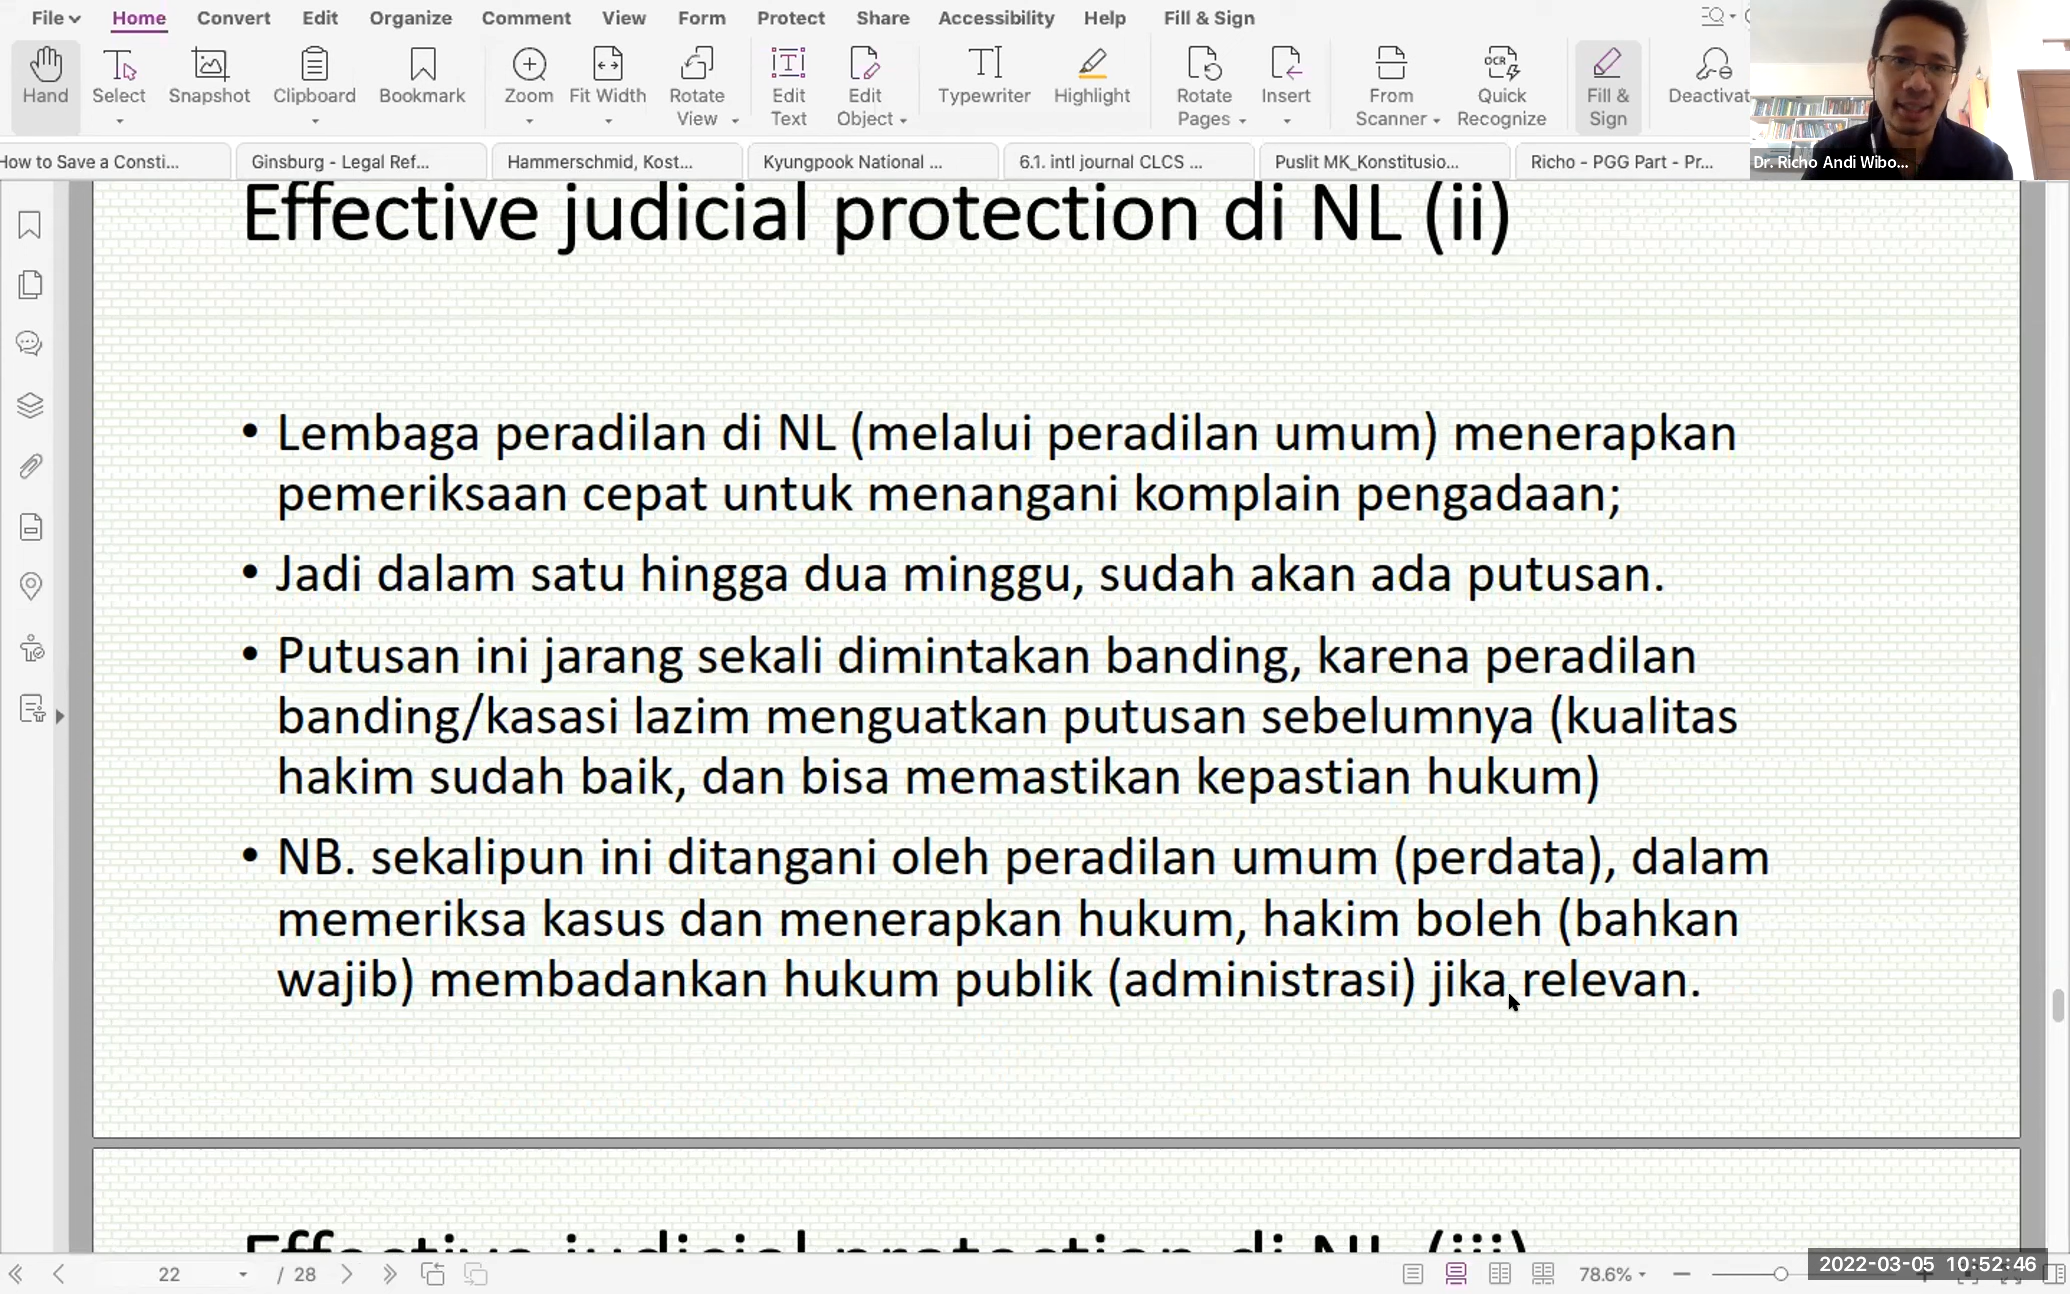 File Home Convert Edit Organize Comment View Form Protect Share Accessibility Help Fill & Sign
Hand Select Snapshot Clipboard Bookmark Zoom Fit Width Rotate View Edit Text Edit Object Typewriter Highlight Rotate Pages Insert From Scanner OCR Quick Recognize Fill & Sign Deactivat
How to Save a Consti... Ginsburg - Legal Ref... Hammerschmid, Kost... Kyungpook National ... 6.1. intl journal CLCS ... Puslit MK_Konstitusio... Richo - PGG Part - Pr...
Dr. Richo Andi Wibo...
Effective judicial protection di NL (ii)
• Lembaga peradilan di NL (melalui peradilan umum) menerapkan
pemeriksaan cepat untuk menangani komplain pengadaan;
• Jadi dalam satu hingga dua minggu, sudah akan ada putusan.
• Putusan ini jarang sekali dimintakan banding, karena peradilan
banding/kasasi lazim menguatkan putusan sebelumnya (kualitas
hakim sudah baik, dan bisa memastikan kepastian hukum)
• NB. sekalipun ini ditangani oleh peradilan umum (perdata), dalam
memeriksa kasus dan menerapkan hukum, hakim boleh (bahkan
wajib) membadankan hukum publik (administrasi) jika relevan.
Effective judicial protection di NL (iii)
22 / 28 78.6%
2022-03-05 10:52:46